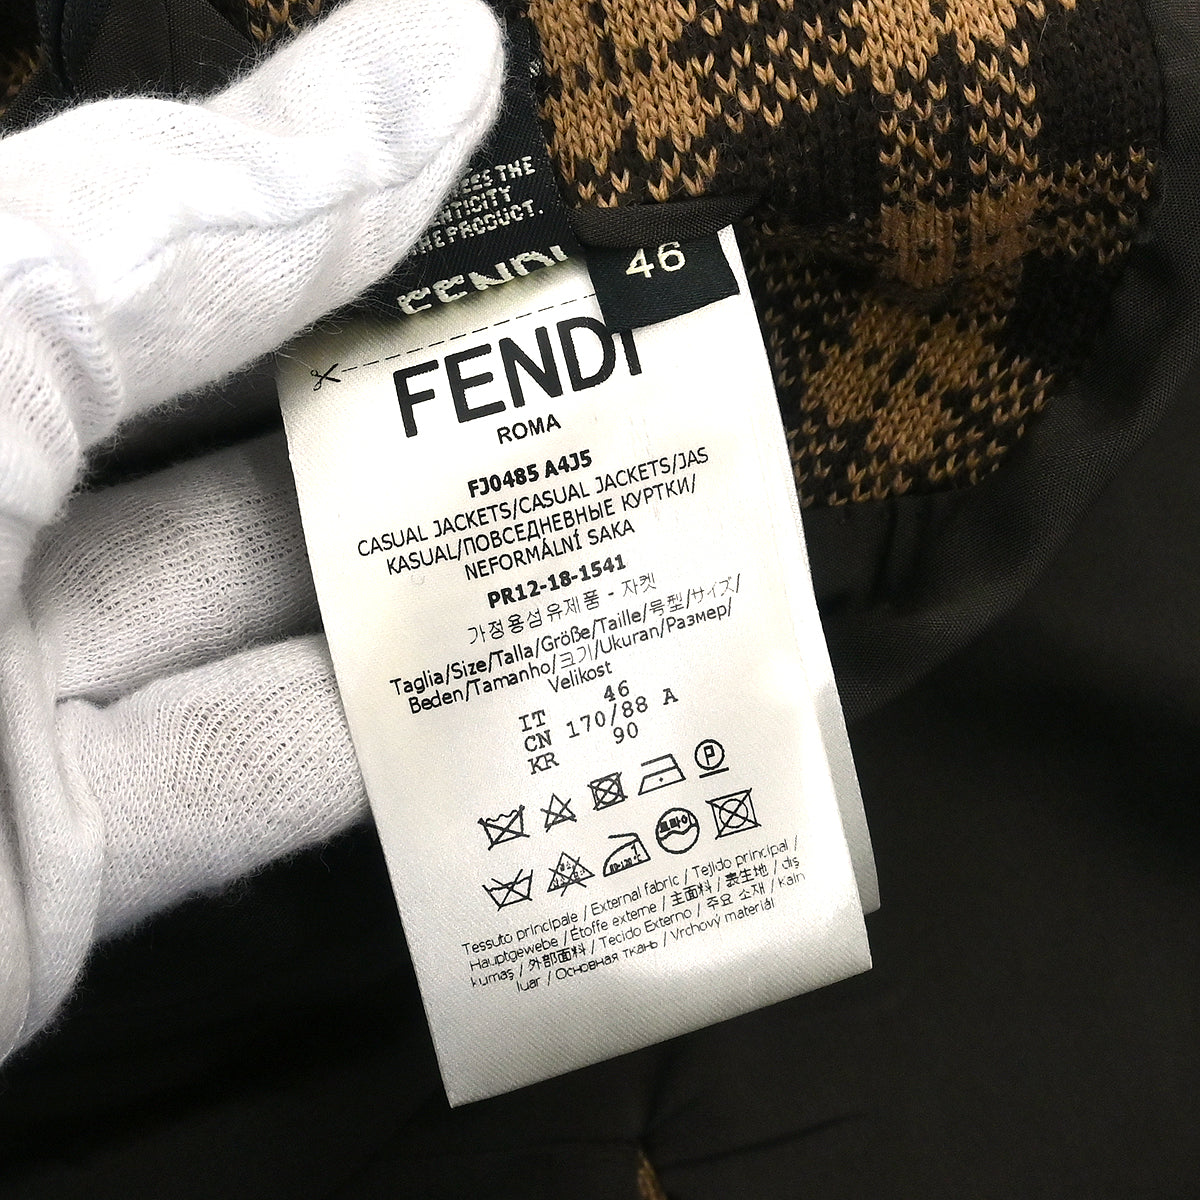 THE
PRODUCT.
FENDI
46
FENDI
ROMA
FJ0485 A4J5
CASUAL JACKETS/CASUAL JACKETS/JAS
KASUAL/ПОВСЕДНЕВНЫЕ КУРТКИ/
NEFORMÁLNÍ SAKA
PR12-18-1541
가정용섬유제품 - 자켓
Taglia/Size/Talla/Größe/Taille/号型/サイズ/
Beden/Tamanho/크기/Ukuran/Размер/
Velikost
IT 46
CN 170/88 A
KR 90
P
드라이
Tessuto principale / External fabric / Tejido principal /
Hauptgewebe / Étoffe externe / 主面料 / 表生地 / dış
kumaş / 外部面料 / Tecido Externo / 주요 소재 / kain
luar / Основная ткань / Vrchový materiál